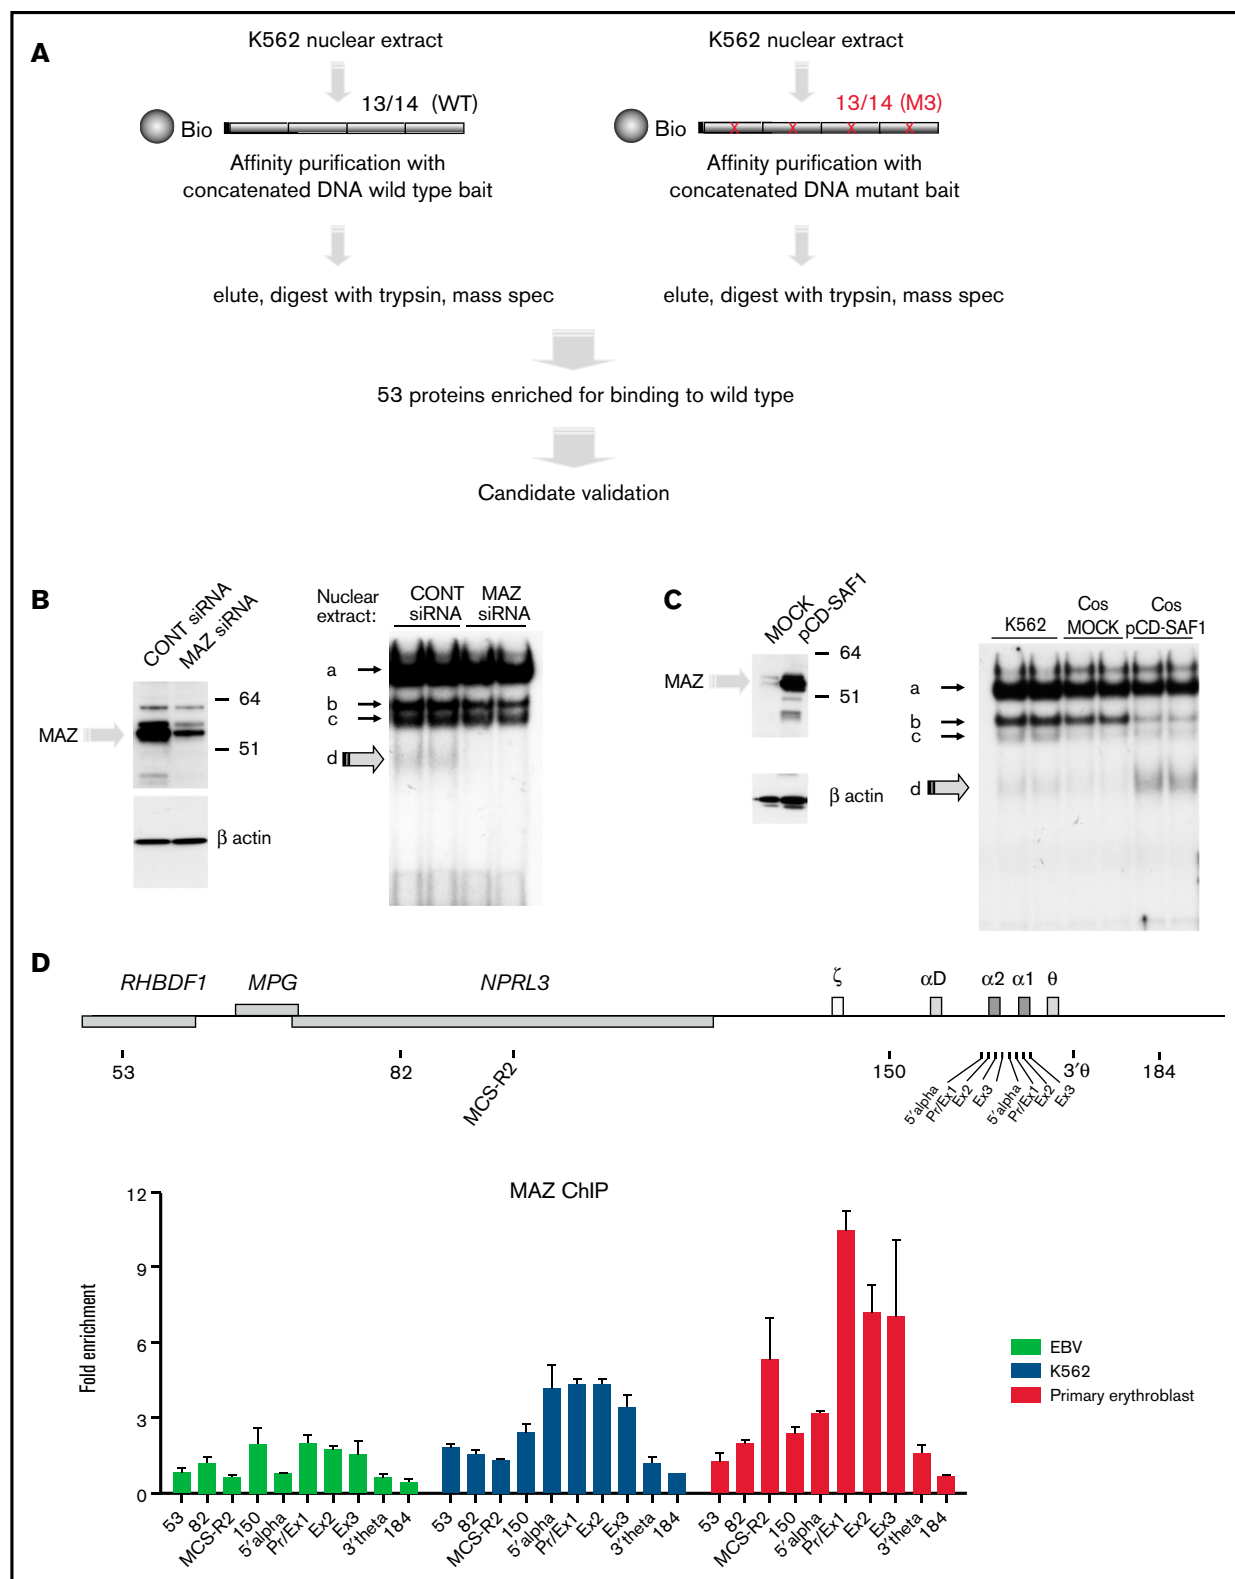 A
K562 nuclear extract
K562 nuclear extract
13/14 (WT)
13/14 (M3)
Bio
Bio
x x x x
Affinity purification with
concatenated DNA wild type bait
Affinity purification with
concatenated DNA mutant bait
elute, digest with trypsin, mass spec
elute, digest with trypsin, mass spec
53 proteins enriched for binding to wild type
Candidate validation
B
CONT siRNA
MAZ siRNA
64
MAZ
51
β actin
Nuclear
extract:
CONT
siRNA
MAZ
siRNA
a
b
c
d
C
MOCK
pCD-SAF1
64
MAZ
51
β actin
K562
Cos
MOCK
Cos
pCD-SAF1
a
b
c
d
D
RHBDF1
MPG
NPRL3
ζ
αD
α2
α1
θ
53
82
MCS-R2
150
5′alpha
Pr/Ex1
Ex2
Ex3
5′alpha
Pr/Ex1
Ex2
Ex3
3′θ
184
MAZ ChIP
Fold enrichment
12
9
6
3
0
53
82
MCS-R2
150
5′alpha
Pr/Ex1
Ex2
Ex3
3′theta
184
53
82
MCS-R2
150
5′alpha
Pr/Ex1
Ex2
Ex3
3′theta
184
53
82
MCS-R2
150
5′alpha
Pr/Ex1
Ex2
Ex3
3′theta
184
EBV
K562
Primary erythroblast